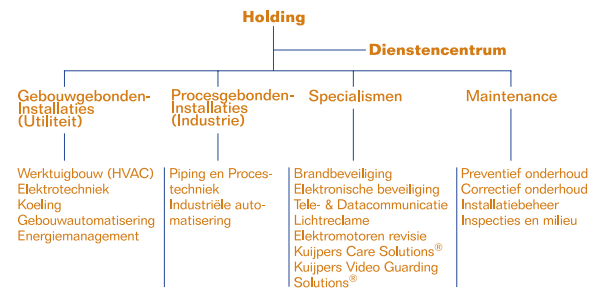 Holding
Dienstencentrum
Gebouwgebonden-
Installaties
(Utiliteit)
Procesgebonden-
Installaties
(Industrie)
Specialismen
Maintenance
Werktuigbouw (HVAC)
Elektrotechniek
Koeling
Gebouwautomatisering
Energiemanagement
Piping en Proces-
techniek
Industriële auto-
matisering
Brandbeveiliging
Elektronische beveiliging
Tele- & Datacommunicatie
Lichtreclame
Elektromotoren revisie
Kuijpers Care Solutions®
Kuijpers Video Guarding
Solutions®
Preventief onderhoud
Correctief onderhoud
Installatiebeheer
Inspecties en milieu